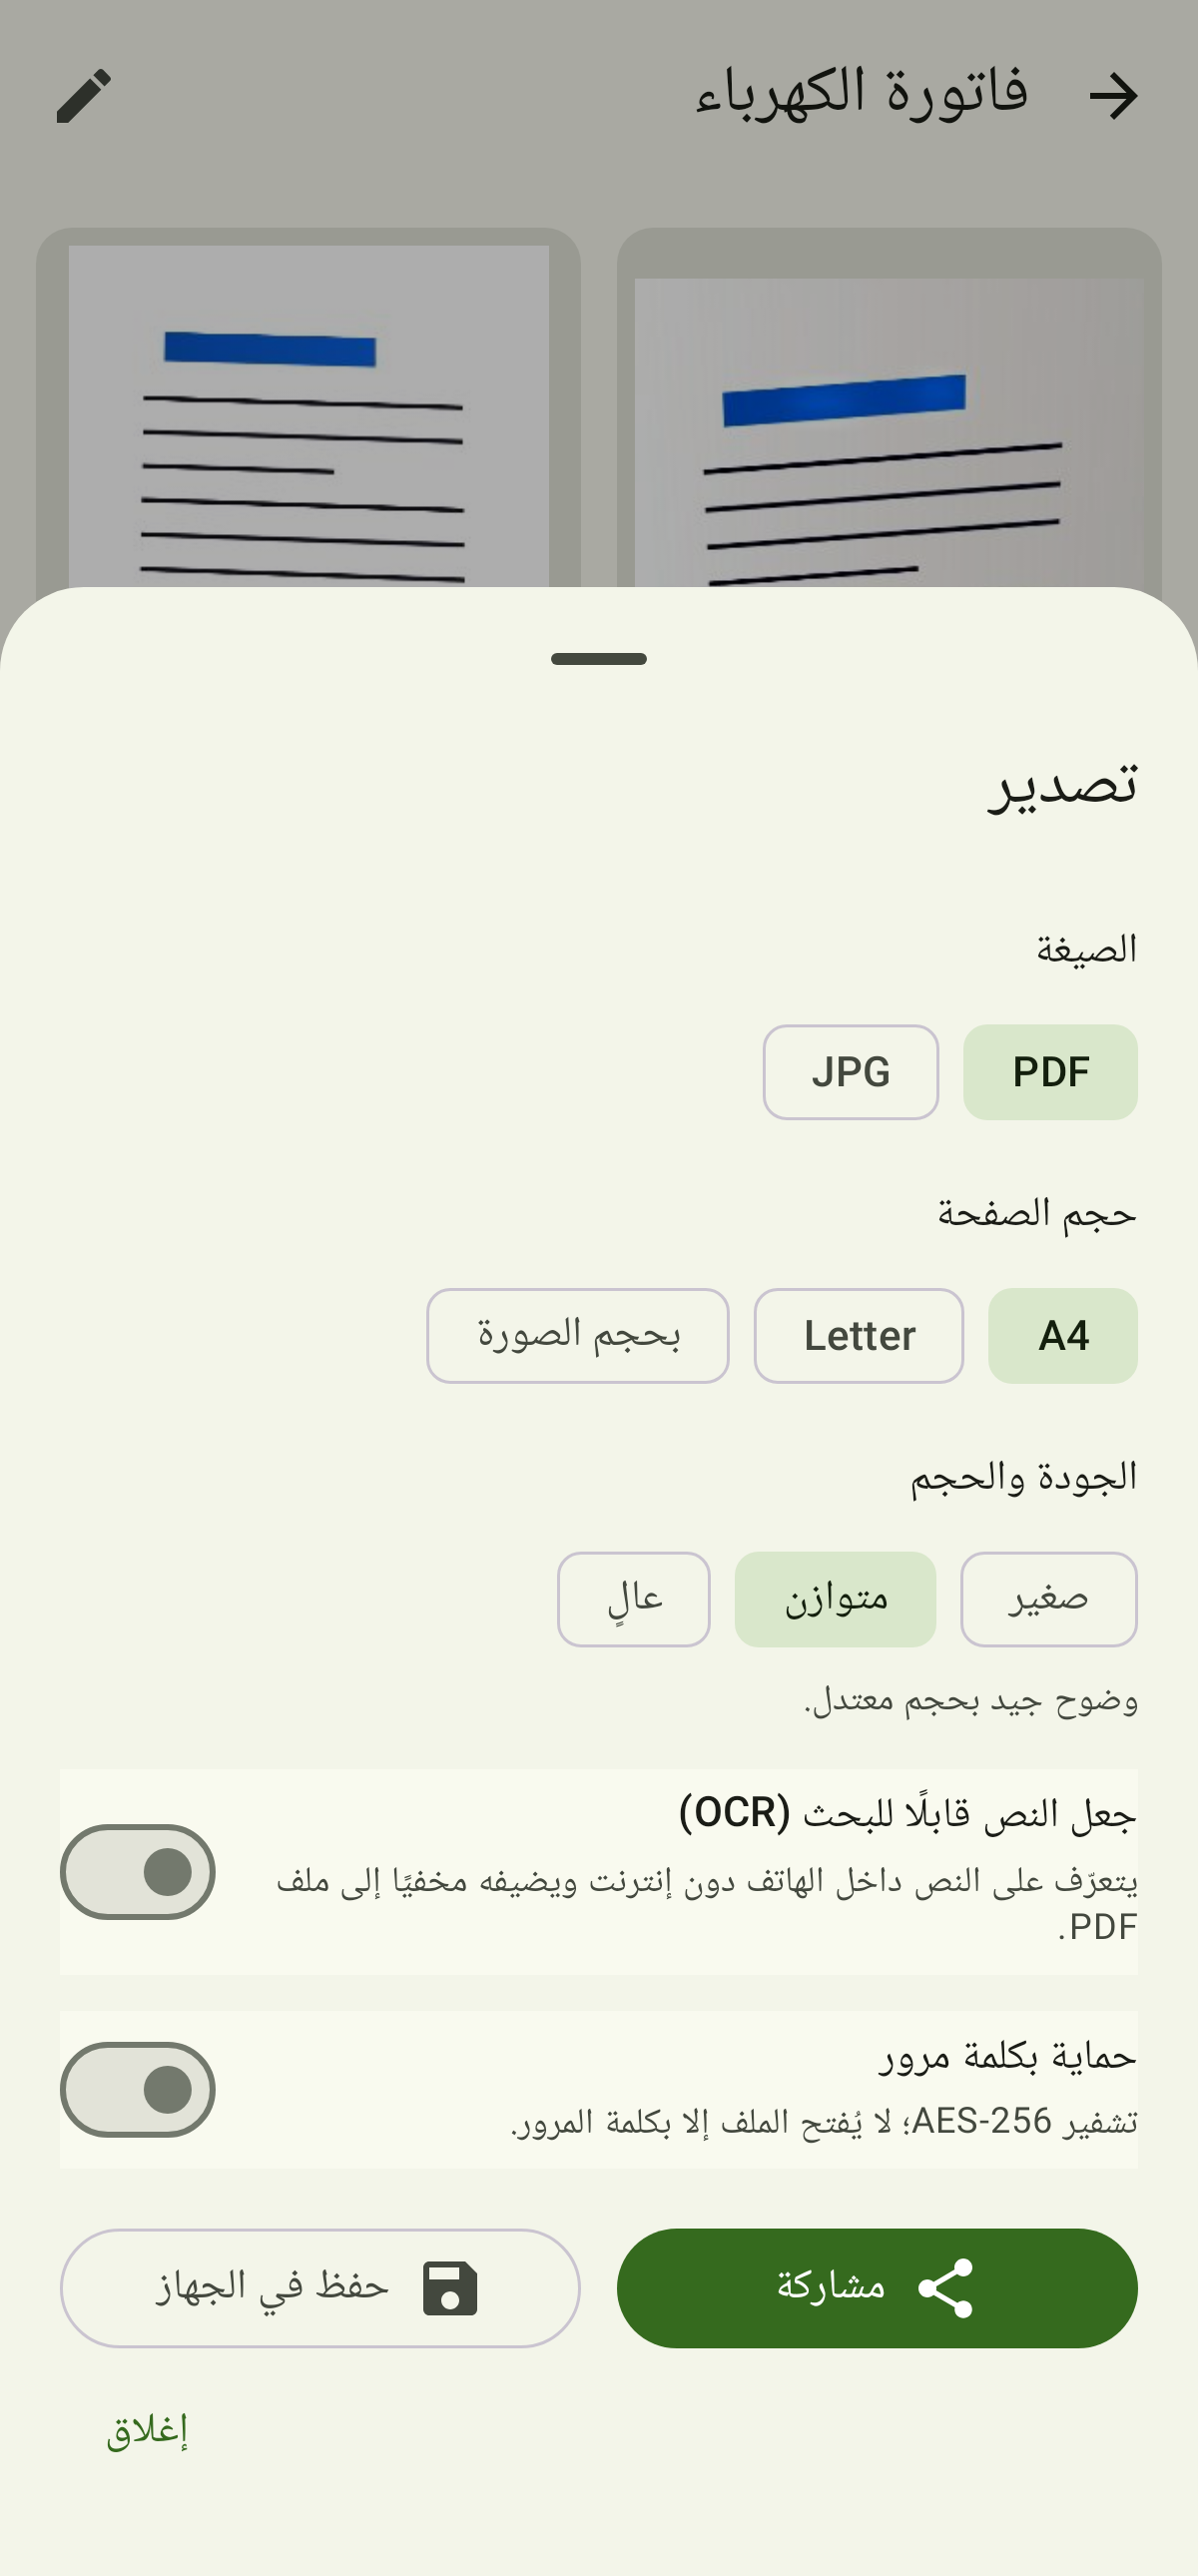 فاتورة الكهرباء
تصدير
الصيغة
PDF JPG
حجم الصفحة
A4 Letter بحجم الصورة
الجودة والحجم
صغير متوازن عالٍ
وضوح جيد بحجم معتدل.
جعل النص قابلًا للبحث (OCR)
يتعرّف على النص داخل الهاتف دون إنترنت ويضيفه مخفيًا إلى ملف
PDF.
حماية بكلمة مرور
تشفير AES-256؛ لا يُفتح الملف إلا بكلمة المرور.
مشاركة حفظ في الجهاز
إغلاق